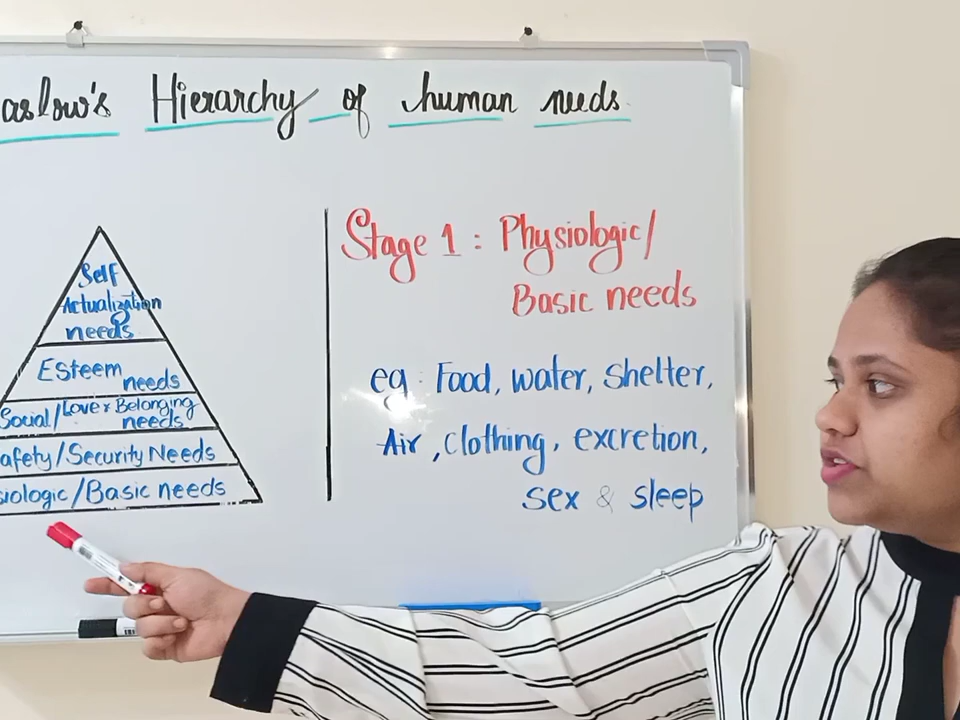 aslow's Hierarchy of human needs.
Self
Actualization
needs
Esteem needs
Social/Love & Belonging
needs
afety/Security Needs
siologic/Basic needs
Stage 1 : Physiologic/
Basic needs
eg : Food, water, shelter,
Air, clothing, excretion,
sex & sleep